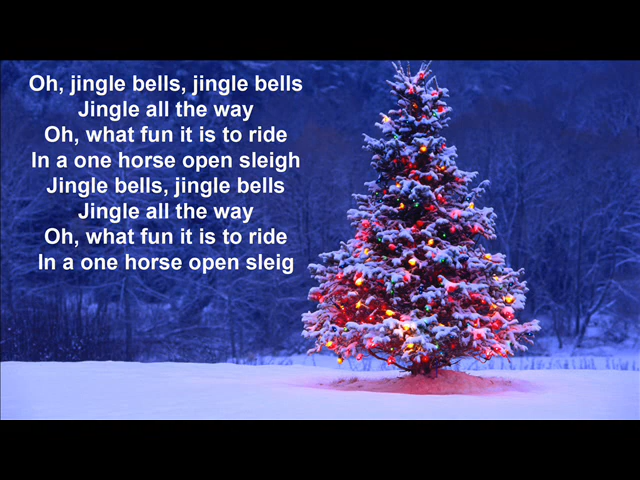 Oh, jingle bells, jingle bells
Jingle all the way
Oh, what fun it is to ride
In a one horse open sleigh
Jingle bells, jingle bells
Jingle all the way
Oh, what fun it is to ride
In a one horse open sleig